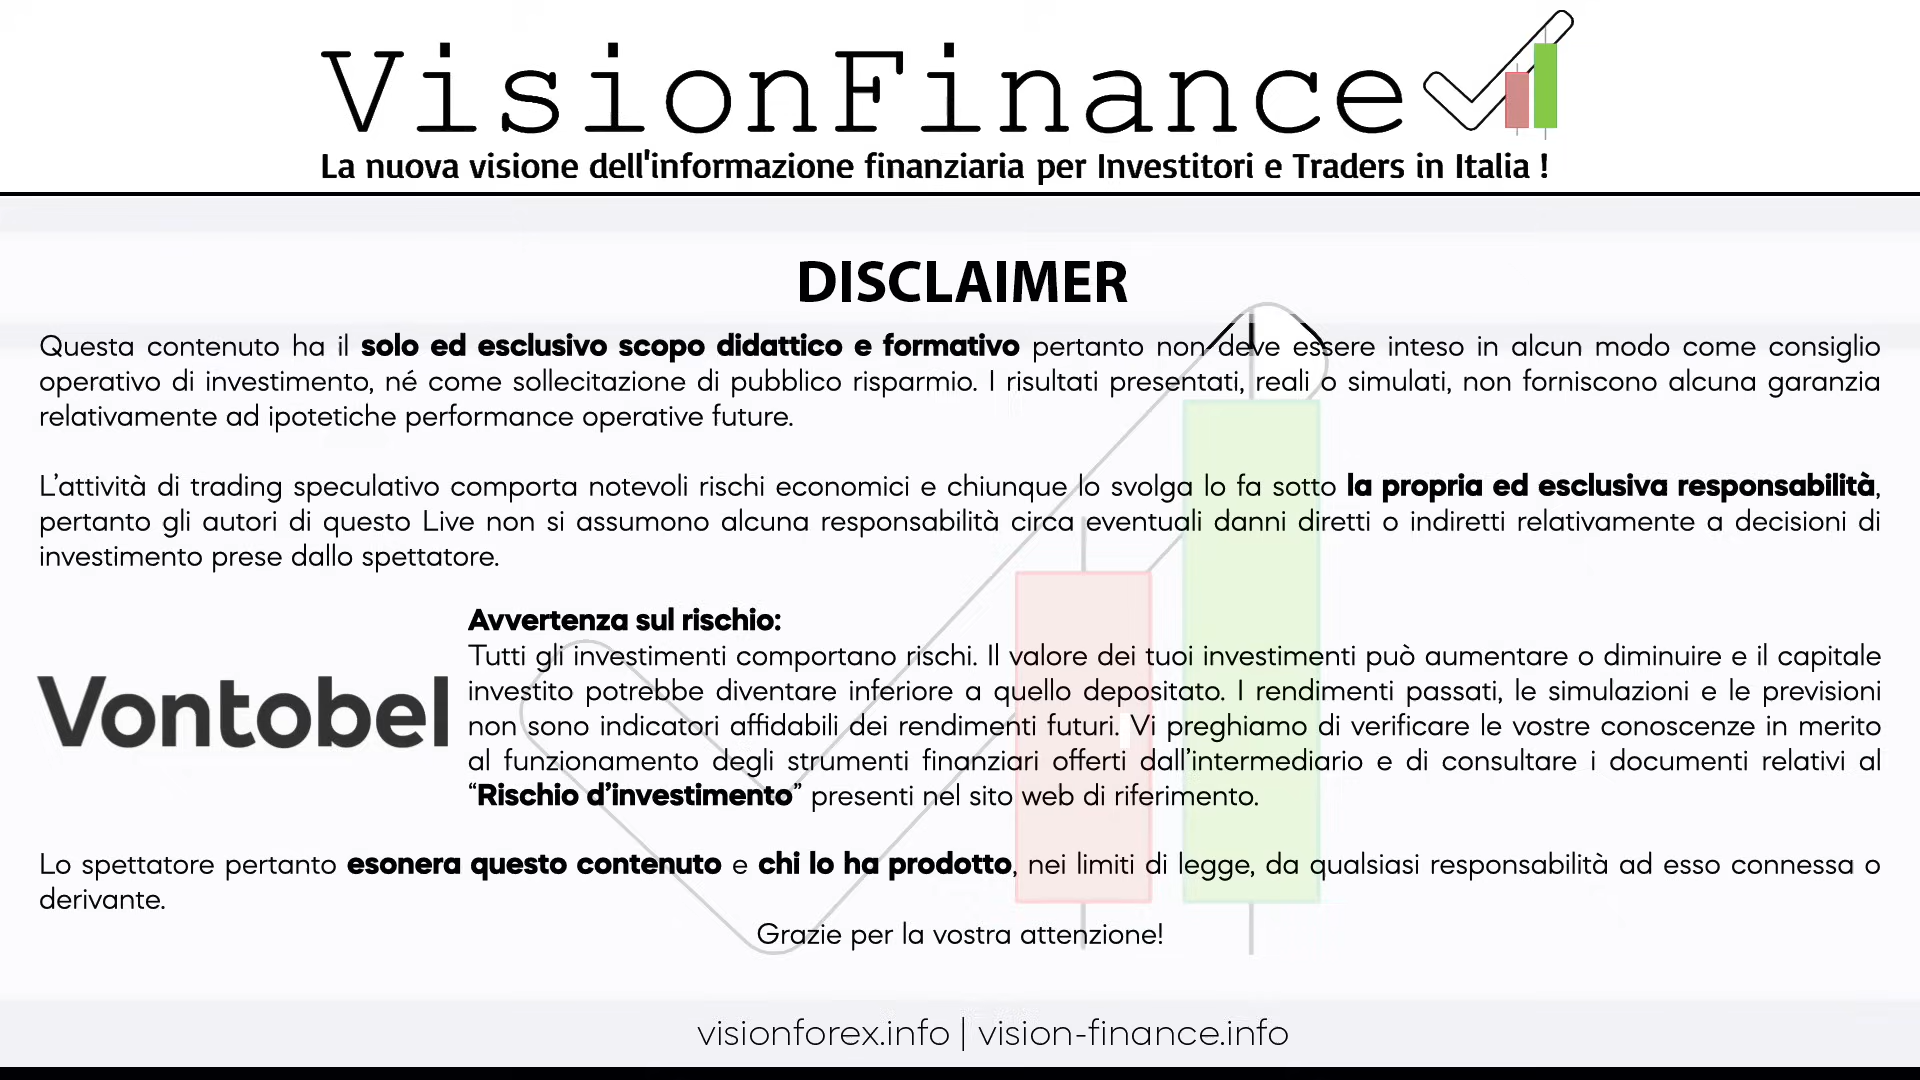 VisionFinance
La nuova visione dell'informazione finanziaria per Investitori e Traders in Italia !
DISCLAIMER
Questa contenuto ha il solo ed esclusivo scopo didattico e formativo pertanto non deve essere inteso in alcun modo come consiglio
operativo di investimento, né come sollecitazione di pubblico risparmio. I risultati presentati, reali o simulati, non forniscono alcuna garanzia
relativamente ad ipotetiche performance operative future.
L'attività di trading speculativo comporta notevoli rischi economici e chiunque lo svolga lo fa sotto la propria ed esclusiva responsabilità,
pertanto gli autori di questo Live non si assumono alcuna responsabilità circa eventuali danni diretti o indiretti relativamente a decisioni di
investimento prese dallo spettatore.
Vontobel
Avvertenza sul rischio:
Tutti gli investimenti comportano rischi. Il valore dei tuoi investimenti può aumentare o diminuire e il capitale
investito potrebbe diventare inferiore a quello depositato. I rendimenti passati, le simulazioni e le previsioni
non sono indicatori affidabili dei rendimenti futuri. Vi preghiamo di verificare le vostre conoscenze in merito
al funzionamento degli strumenti finanziari offerti dall'intermediario e di consultare i documenti relativi al
“Rischio d'investimento” presenti nel sito web di riferimento.
Lo spettatore pertanto esonera questo contenuto e chi lo ha prodotto, nei limiti di legge, da qualsiasi responsabilità ad esso connessa o
derivante.
Grazie per la vostra attenzione!
visionforex.info | vision-finance.info